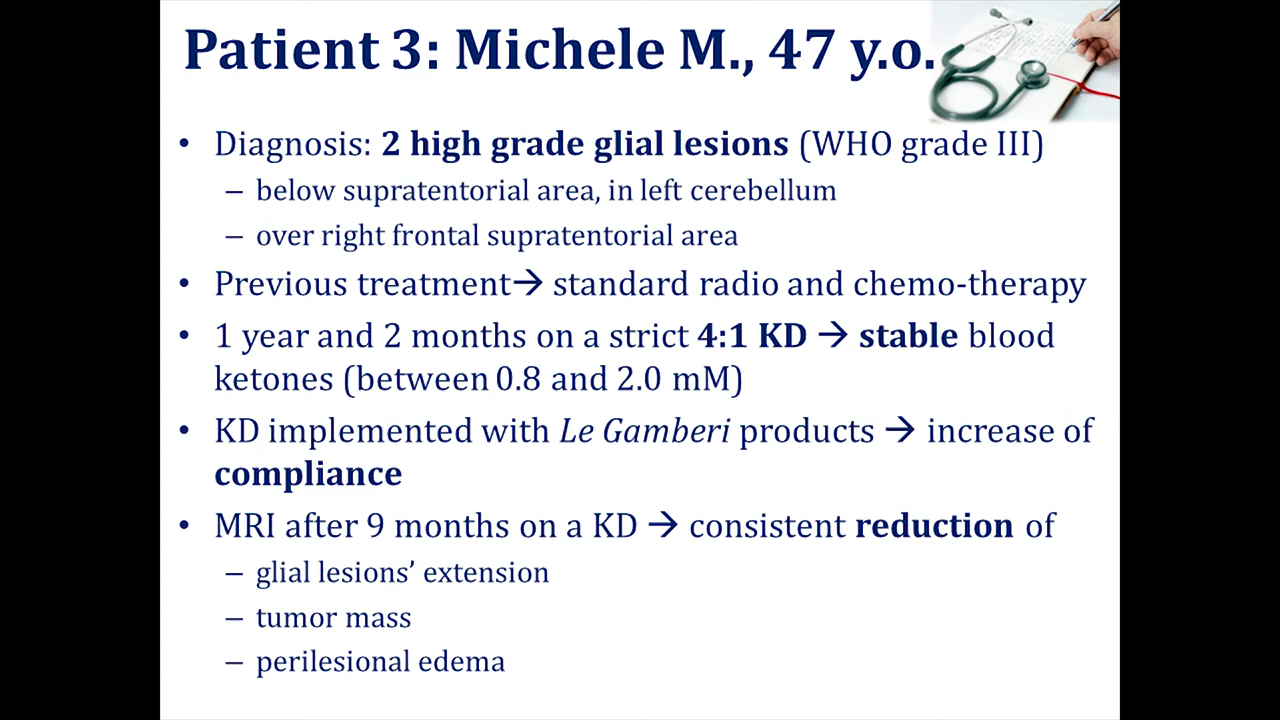 Patient 3: Michele M., 47 y.o.
• Diagnosis: 2 high grade glial lesions (WHO grade III)
– below supratentorial area, in left cerebellum
– over right frontal supratentorial area
• Previous treatment→ standard radio and chemo-therapy
• 1 year and 2 months on a strict 4:1 KD → stable blood
ketones (between 0.8 and 2.0 mM)
• KD implemented with Le Gamberi products → increase of
compliance
• MRI after 9 months on a KD → consistent reduction of
– glial lesions’ extension
– tumor mass
– perilesional edema